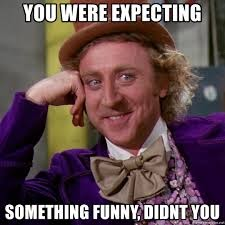 YOU WERE EXPECTING
SOMETHING FUNNY, DIDNT YOU